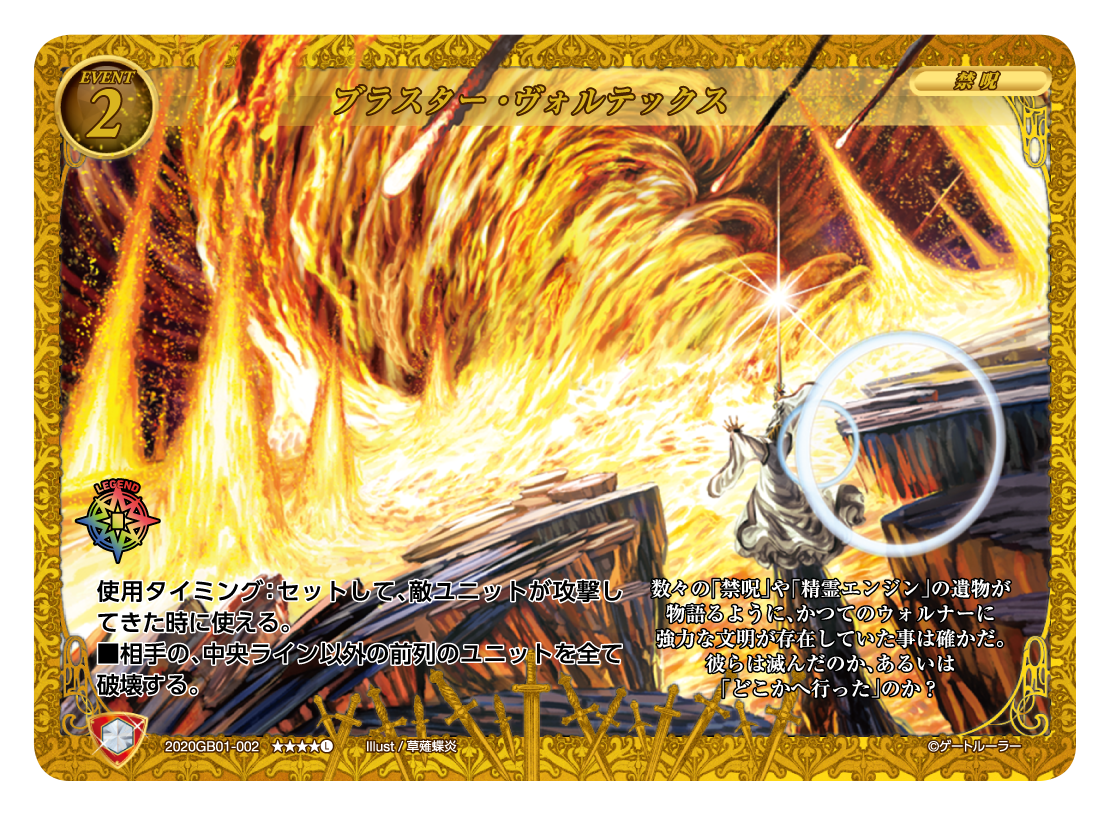 EVENT
2
ブラスター・ヴォルテックス
禁呪
LEGEND
使用タイミング:セットして、敵ユニットが攻撃し
てきた時に使える。
■相手の、中央ライン以外の前列のユニットを全て
破壊する。
数々の「禁呪」や「精霊エンジン」の遺物が
物語るように、かつてのウォルナーに
強力な文明が存在していた事は確かだ。
彼らは滅んだのか、あるいは
「どこかへ行った」のか?
2020GB01-002 ★★★★Ⓛ Illust / 草薙蝶炎
©ゲートルーラー